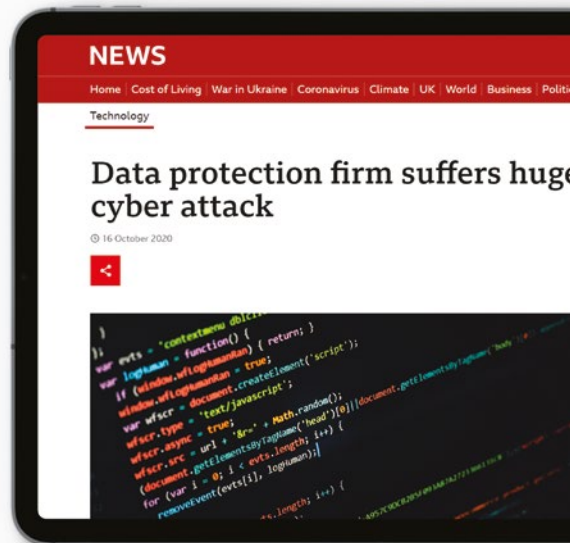 NEWS
Home | Cost of Living | War in Ukraine | Coronavirus | Climate | UK | World | Business
Technology
Data protection firm suffers huge
cyber attack
16 October 2020
}
};
var evts = 'contextmenu
var logHuman = function() {
if (window.wfLogHumanRan) { return; }
window.wfLogHumanRan = true;
var wfscr = document.createElement('script');
wfscr.type = 'text/javascript';
wfscr.async = true;
wfscr.src = url + '&r=' + Math.random();
(document.getElementsByTagName('head')[0]||document.getElementsByTagName('body
for (var i = 0; i < evts.length; i++) {
removeEvent(evts[i], logHuman);
evts.length; i++) {